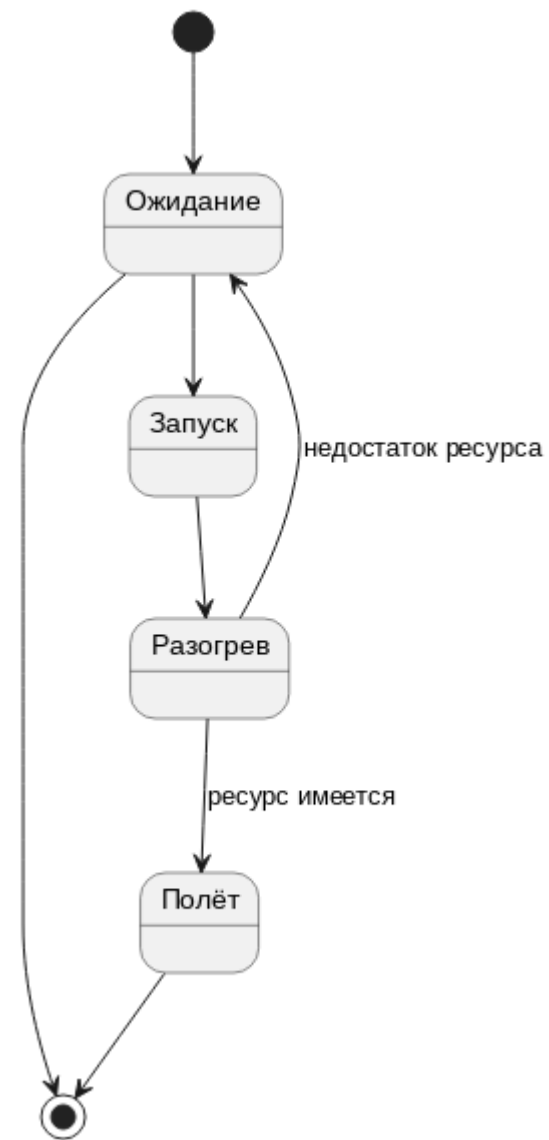 Ожидание
Запуск
недостаток ресурса
Разогрев
ресурс имеется
Полёт